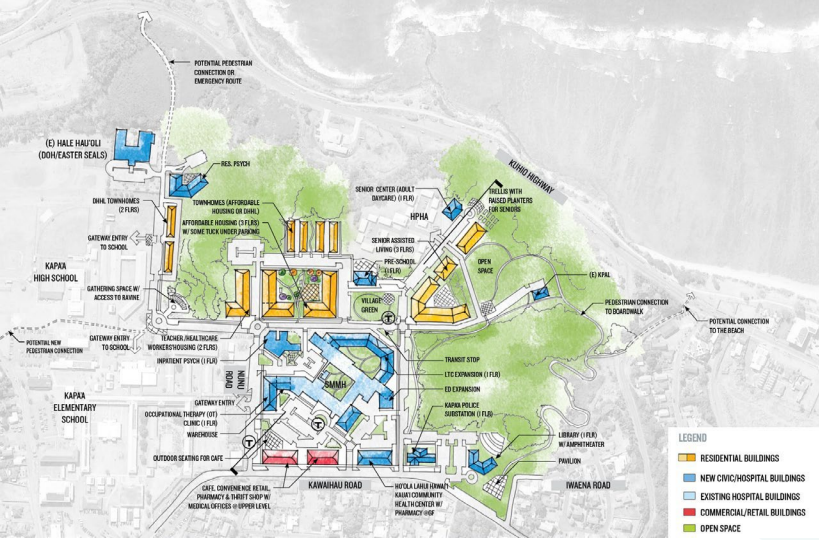 POTENTIAL PEDESTRIAN
CONNECTION OR
EMERGENCY ROUTE
(E) HALE HAU'OLI
(DOH/EASTER SEALS)
RES. PSYCH
KUHIO HIGHWAY
DHHL TOWNHOMES
(2 FLRS)
TOWNHOMES (AFFORDABLE
HOUSING OR DHHL)
AFFORDABLE HOUSING (3 FLRS)
W/ SOME TUCK UNDER PARKING
SENIOR CENTER (ADULT
DAYCARE) (1 FLR)
HPHA
TRELLIS WITH
RAISED PLANTERS
FOR SENIORS
GATEWAY ENTRY
TO SCHOOL
SENIOR ASSISTED
LIVING (3 FLRS)
PRE-SCHOOL
(1 FLR)
OPEN
SPACE
(E) KPAL
KAPA'A
HIGH SCHOOL
GATHERING SPACE W/
ACCESS TO RAVINE
VILLAGE
GREEN
T
PEDESTRIAN CONNECTION
TO BOARDWALK
POTENTIAL CONNECTION
TO THE BEACH
POTENTIAL NEW
PEDESTRIAN CONNECTION
GATEWAY ENTRY
TO SCHOOL
TEACHER/HEALTHCARE
WORKERS'HOUSING (2 FLRS)
INPATIENT PSYCH (1 FLR)
NUNU
ROAD
SMMH
TRANSIT STOP
LTC EXPANSION (1 FLR)
ED EXPANSION
KAPA'A
ELEMENTARY
SCHOOL
GATEWAY ENTRY
OCCUPATIONAL THERAPY (OT)
CLINIC (1 FLR)
WAREHOUSE
KAPAA POLICE
SUBSTATION (1 FLR)
T
T
OUTDOOR SEATING FOR CAFE
LIBRARY (1 FLR)
W/ AMPHITHEATER
PAVILION
CAFE, CONVENIENCE RETAIL,
PHARMACY & THRIFT SHOP W/
MEDICAL OFFICES @ UPPER LEVEL
KAWAIHAU ROAD
HO'OLA LAHUI HAWAI'I
KAUA'I COMMUNITY
HEALTH CENTER W/
PHARMACY @GF
IWAENA ROAD
LEGEND
RESIDENTIAL BUILDINGS
NEW CIVIC/HOSPITAL BUILDINGS
EXISTING HOSPITAL BUILDINGS
COMMERCIAL/RETAIL BUILDINGS
OPEN SPACE